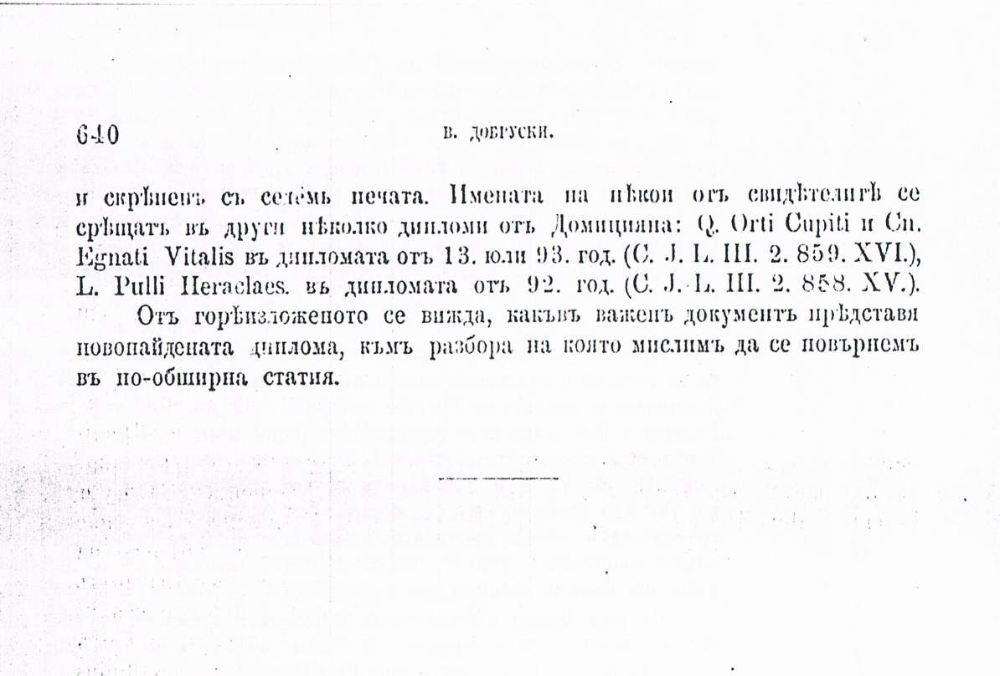 640 В. ДОБРУСКИ.
и скрѣпенъ съ седемь печата. Имената на нѣкои отъ свидѣтелитѣ се
срѣщатъ въ други нѣколко дипломи отъ Домицияна: Q. Orti Cupiti и Cn.
Egnati Vitalis въ дипломата отъ 13. юли 93. год. (C. J. L. III. 2. 859. XVI.),
L. Pulli Heraclaes. въ дипломата отъ 92. год. (C. J. L. III. 2. 858. XV.).
Отъ горѣизложеното се вижда, какъвъ важенъ документъ прѣдставя
новонайдената диплома, къмъ разбора на която мислимъ да се повърнемъ
въ по-обширна статия.